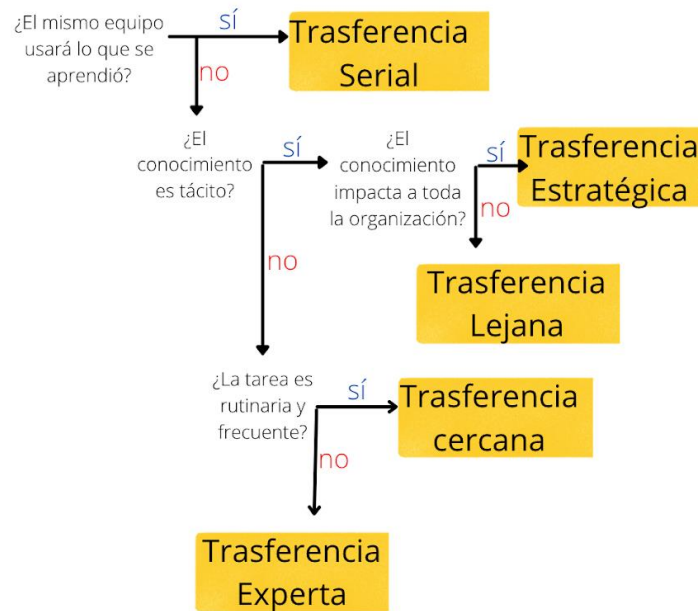 ¿El mismo equipo
usará lo que se
aprendió?
sí
Trasferencia
Serial
no
¿El
conocimiento
es tácito?
sí
¿El
conocimiento
impacta a toda
la organización?
sí
Trasferencia
Estratégica
no
Trasferencia
Lejana
no
¿La tarea es
rutinaria y
frecuente?
sí
Trasferencia
cercana
no
Trasferencia
Experta